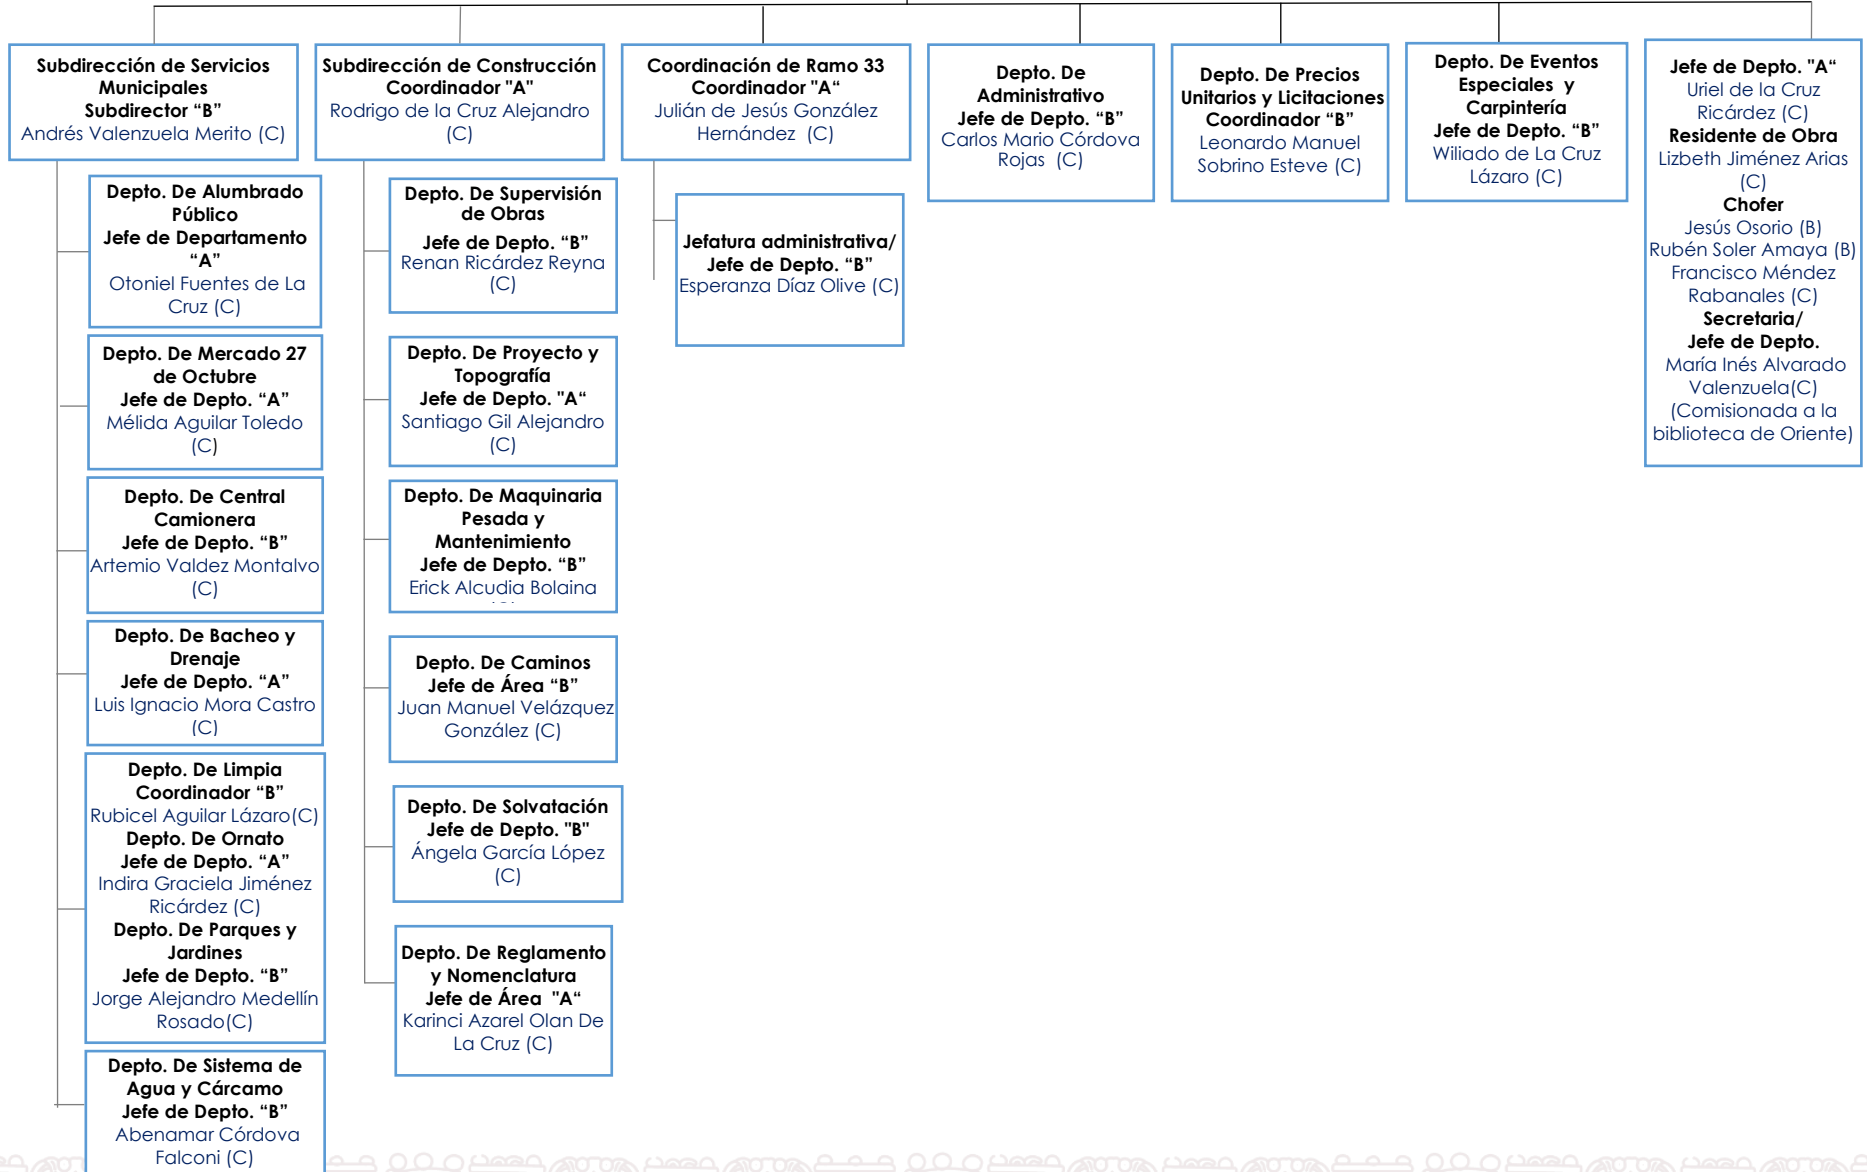 Subdirección de Servicios
Municipales
Subdirector “B”
Andrés Valenzuela Merito (C)
Depto. De Alumbrado
Público
Jefe de Departamento
“A”
Otoniel Fuentes de La
Cruz (C)
Depto. De Mercado 27
de Octubre
Jefe de Depto. “A”
Mélida Aguilar Toledo
(C)
Depto. De Central
Camionera
Jefe de Depto. “B”
Artemio Valdez Montalvo
(C)
Depto. De Bacheo y
Drenaje
Jefe de Depto. “A”
Luis Ignacio Mora Castro
(C)
Depto. De Limpia
Coordinador “B”
Rubicel Aguilar Lázaro(C)
Depto. De Ornato
Jefe de Depto. “A”
Indira Graciela Jiménez
Ricárdez (C)
Depto. De Parques y
Jardines
Jefe de Depto. “B”
Jorge Alejandro Medellín
Rosado(C)
Depto. De Sistema de
Agua y Cárcamo
Jefe de Depto. “B”
Abenamar Córdova
Falconi (C)
Subdirección de Construcción
Coordinador "A"
Rodrigo de la Cruz Alejandro
(C)
Depto. De Supervisión
de Obras
Jefe de Depto. “B”
Renan Ricárdez Reyna
(C)
Depto. De Proyecto y
Topografía
Jefe de Depto. "A“
Santiago Gil Alejandro
(C)
Depto. De Maquinaria
Pesada y
Mantenimiento
Jefe de Depto. “B”
Erick Alcudia Bolaina
Depto. De Caminos
Jefe de Área “B”
Juan Manuel Velázquez
González (C)
Depto. De Solvatación
Jefe de Depto. "B"
Ángela García López
(C)
Depto. De Reglamento
y Nomenclatura
Jefe de Área "A“
Karinci Azarel Olan De
La Cruz (C)
Coordinación de Ramo 33
Coordinador "A“
Julián de Jesús González
Hernández (C)
Jefatura administrativa/
Jefe de Depto. “B”
Esperanza Díaz Olive (C)
Depto. De
Administrativo
Jefe de Depto. “B”
Carlos Mario Córdova
Rojas (C)
Depto. De Precios
Unitarios y Licitaciones
Coordinador “B”
Leonardo Manuel
Sobrino Esteve (C)
Depto. De Eventos
Especiales y
Carpintería
Jefe de Depto. “B”
Wiliado de La Cruz
Lázaro (C)
Jefe de Depto. "A“
Uriel de la Cruz
Ricárdez (C)
Residente de Obra
Lizbeth Jiménez Arias
(C)
Chofer
Jesús Osorio (B)
Rubén Soler Amaya (B)
Francisco Méndez
Rabanales (C)
Secretaria/
Jefe de Depto.
María Inés Alvarado
Valenzuela(C)
(Comisionada a la
biblioteca de Oriente)